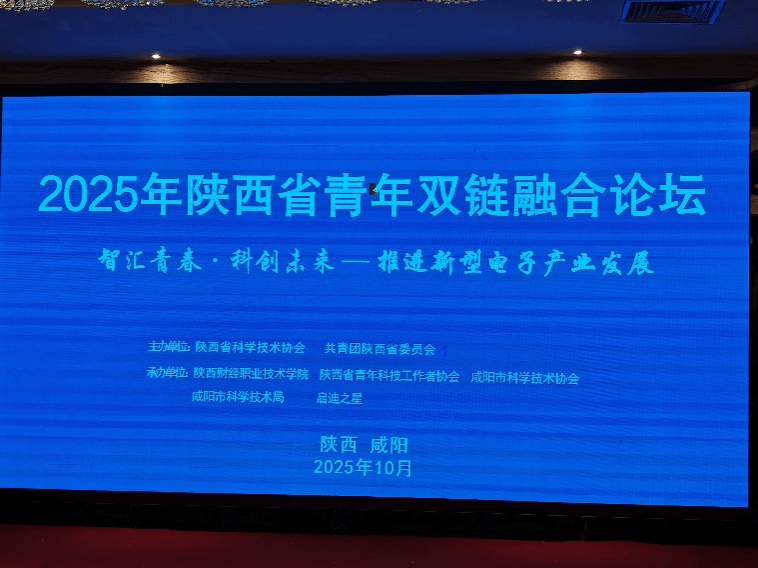 2025年陕西省青年双链融合论坛
智汇青春·科创未来—推进新型电子产业发展
主办单位:陕西省科学技术协会 共青团陕西省委员会
承办单位:陕西财经职业技术学院 陕西省青年科技工作者协会 咸阳市科学技术协会
咸阳市科学技术局 启迪之星
陕西 咸阳
2025年10月